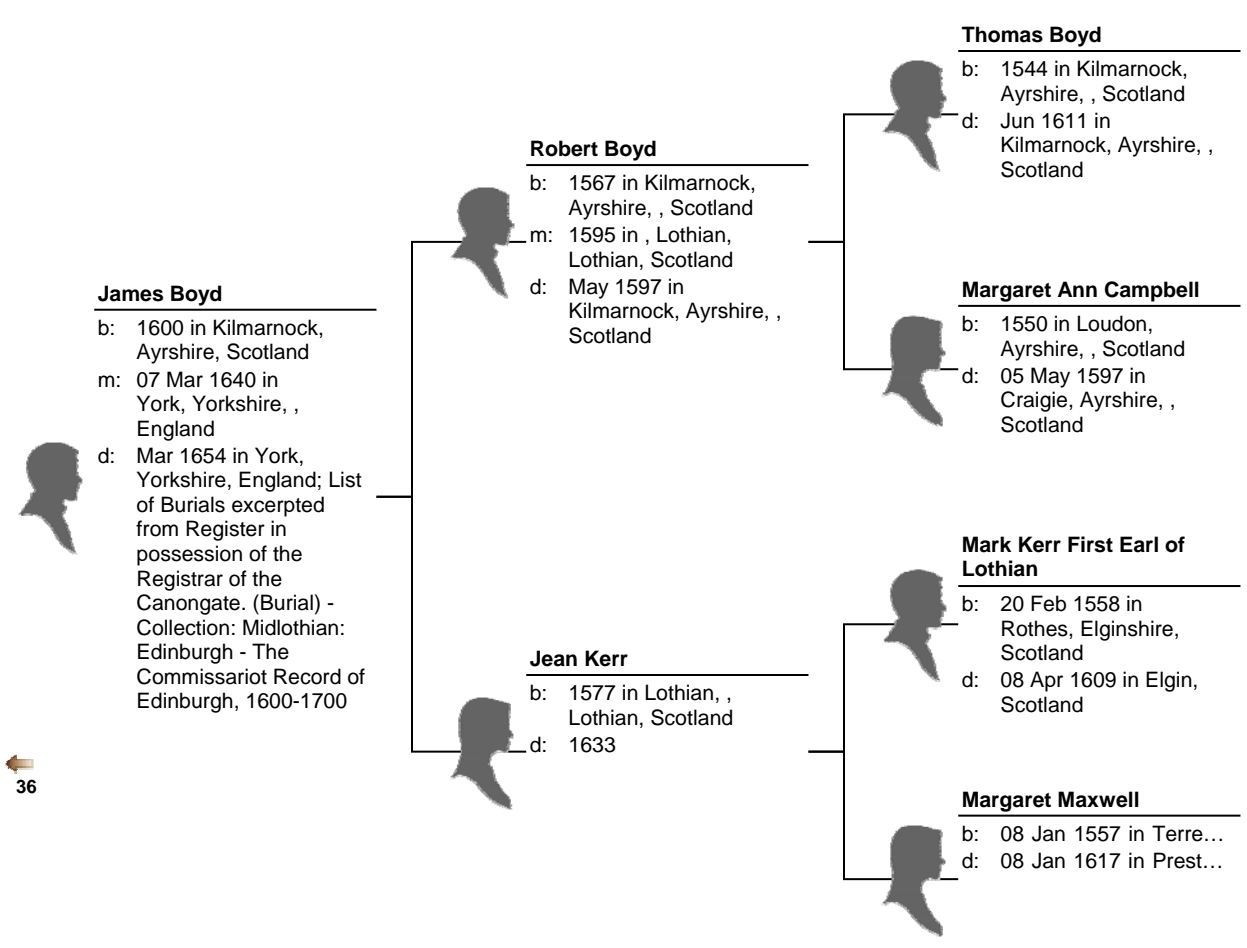 Thomas Boyd
b: 1544 in Kilmarnock,
Ayrshire, , Scotland
d: Jun 1611 in
Kilmarnock, Ayrshire, ,
Scotland
Robert Boyd
b: 1567 in Kilmarnock,
Ayrshire, , Scotland
m: 1595 in , Lothian,
Lothian, Scotland
d: May 1597 in
Kilmarnock, Ayrshire, ,
Scotland
Margaret Ann Campbell
b: 1550 in Loudon,
Ayrshire, , Scotland
d: 05 May 1597 in
Craigie, Ayrshire, ,
Scotland
James Boyd
b: 1600 in Kilmarnock,
Ayrshire, Scotland
m: 07 Mar 1640 in
York, Yorkshire, ,
England
d: Mar 1654 in York,
Yorkshire, England; List
of Burials excerpted
from Register in
possession of the
Registrar of the
Canongate. (Burial) -
Collection: Midlothian:
Edinburgh - The
Commissariot Record of
Edinburgh, 1600-1700
Mark Kerr First Earl of
Lothian
b: 20 Feb 1558 in
Rothes, Elginshire,
Scotland
d: 08 Apr 1609 in Elgin,
Scotland
Jean Kerr
b: 1577 in Lothian, ,
Lothian, Scotland
d: 1633
Margaret Maxwell
b: 08 Jan 1557 in Terre…
d: 08 Jan 1617 in Prest…
36